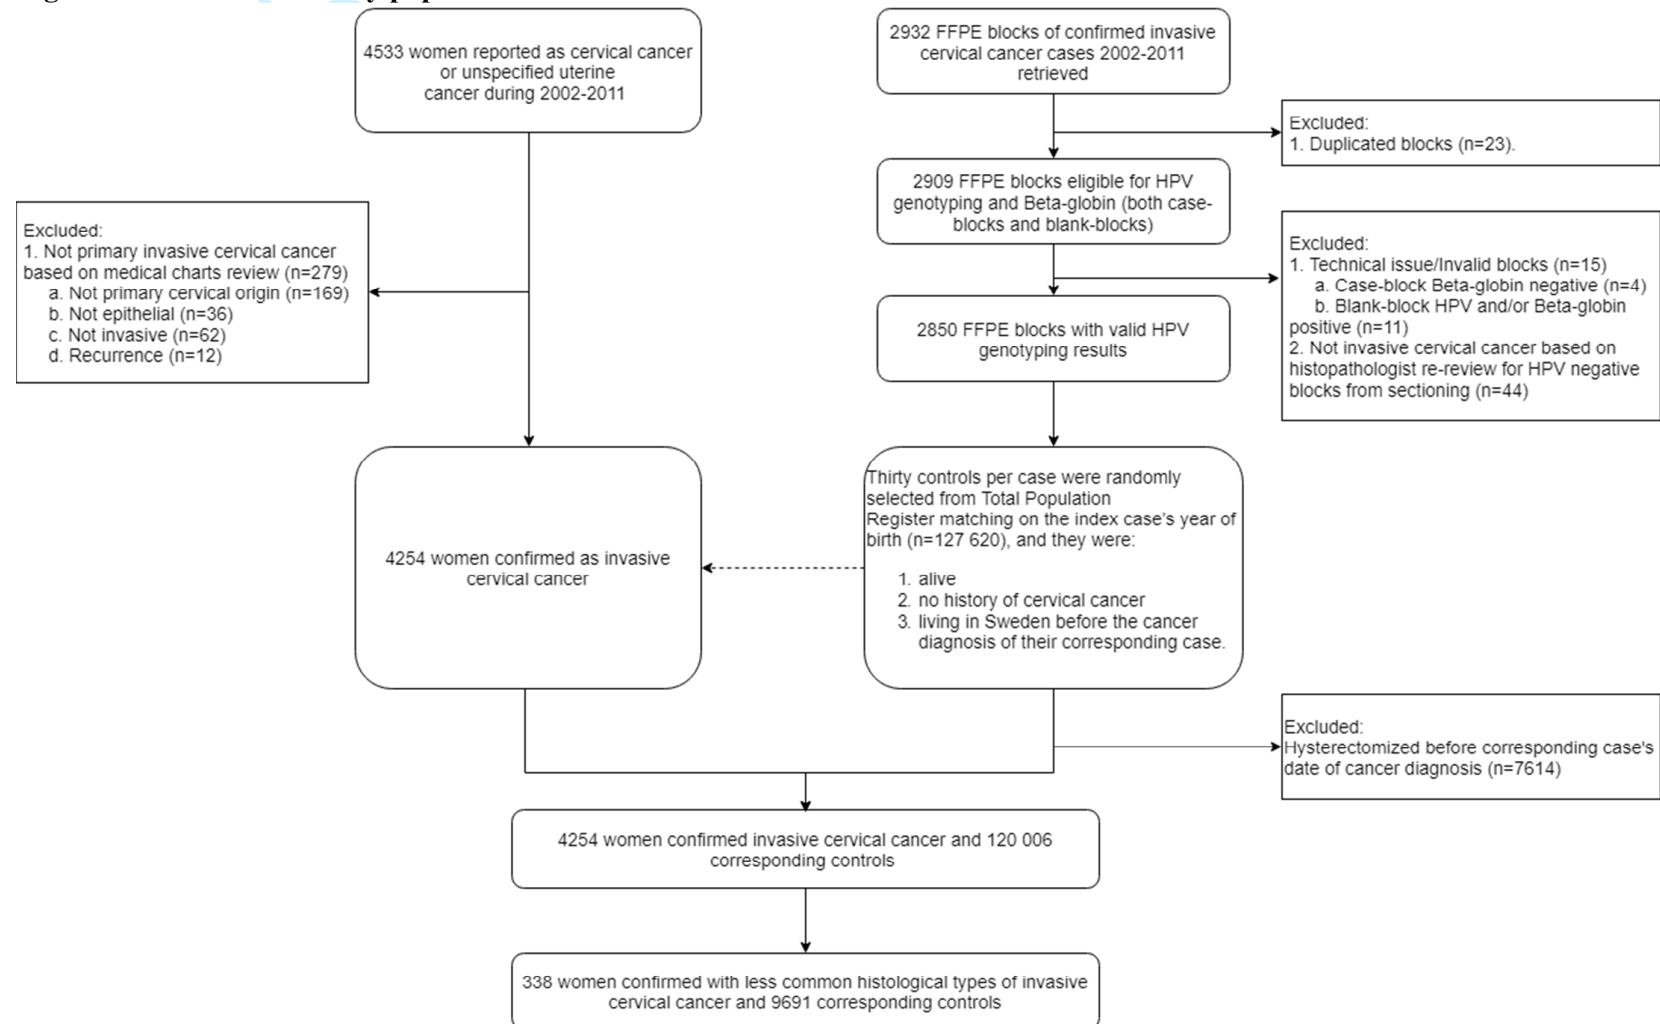 4533 women reported as cervical cancer
or unspecified uterine
cancer during 2002-2011
2932 FFPE blocks of confirmed invasive
cervical cancer cases 2002-2011
retrieved
Excluded:
1. Duplicated blocks (n=23).
2909 FFPE blocks eligible for HPV
genotyping and Beta-globin (both case-
blocks and blank-blocks)
Excluded:
1. Not primary invasive cervical cancer
based on medical charts review (n=279)
a. Not primary cervical origin (n=169)
b. Not epithelial (n=36)
c. Not invasive (n=62)
d. Recurrence (n=12)
Excluded:
1. Technical issue/Invalid blocks (n=15)
a. Case-block Beta-globin negative (n=4)
b. Blank-block HPV and/or Beta-globin
positive (n=11)
2. Not invasive cervical cancer based on
histopathologist re-review for HPV negative
blocks from sectioning (n=44)
2850 FFPE blocks with valid HPV
genotyping results
4254 women confirmed as invasive
cervical cancer
Thirty controls per case were randomly
selected from Total Population
Register matching on the index case's year of
birth (n=127 620), and they were:
1. alive
2. no history of cervical cancer
3. living in Sweden before the cancer
diagnosis of their corresponding case.
Excluded:
Hysterectomized before corresponding case's
date of cancer diagnosis (n=7614)
4254 women confirmed invasive cervical cancer and 120 006
corresponding controls
338 women confirmed with less common histological types of invasive
cervical cancer and 9691 corresponding controls